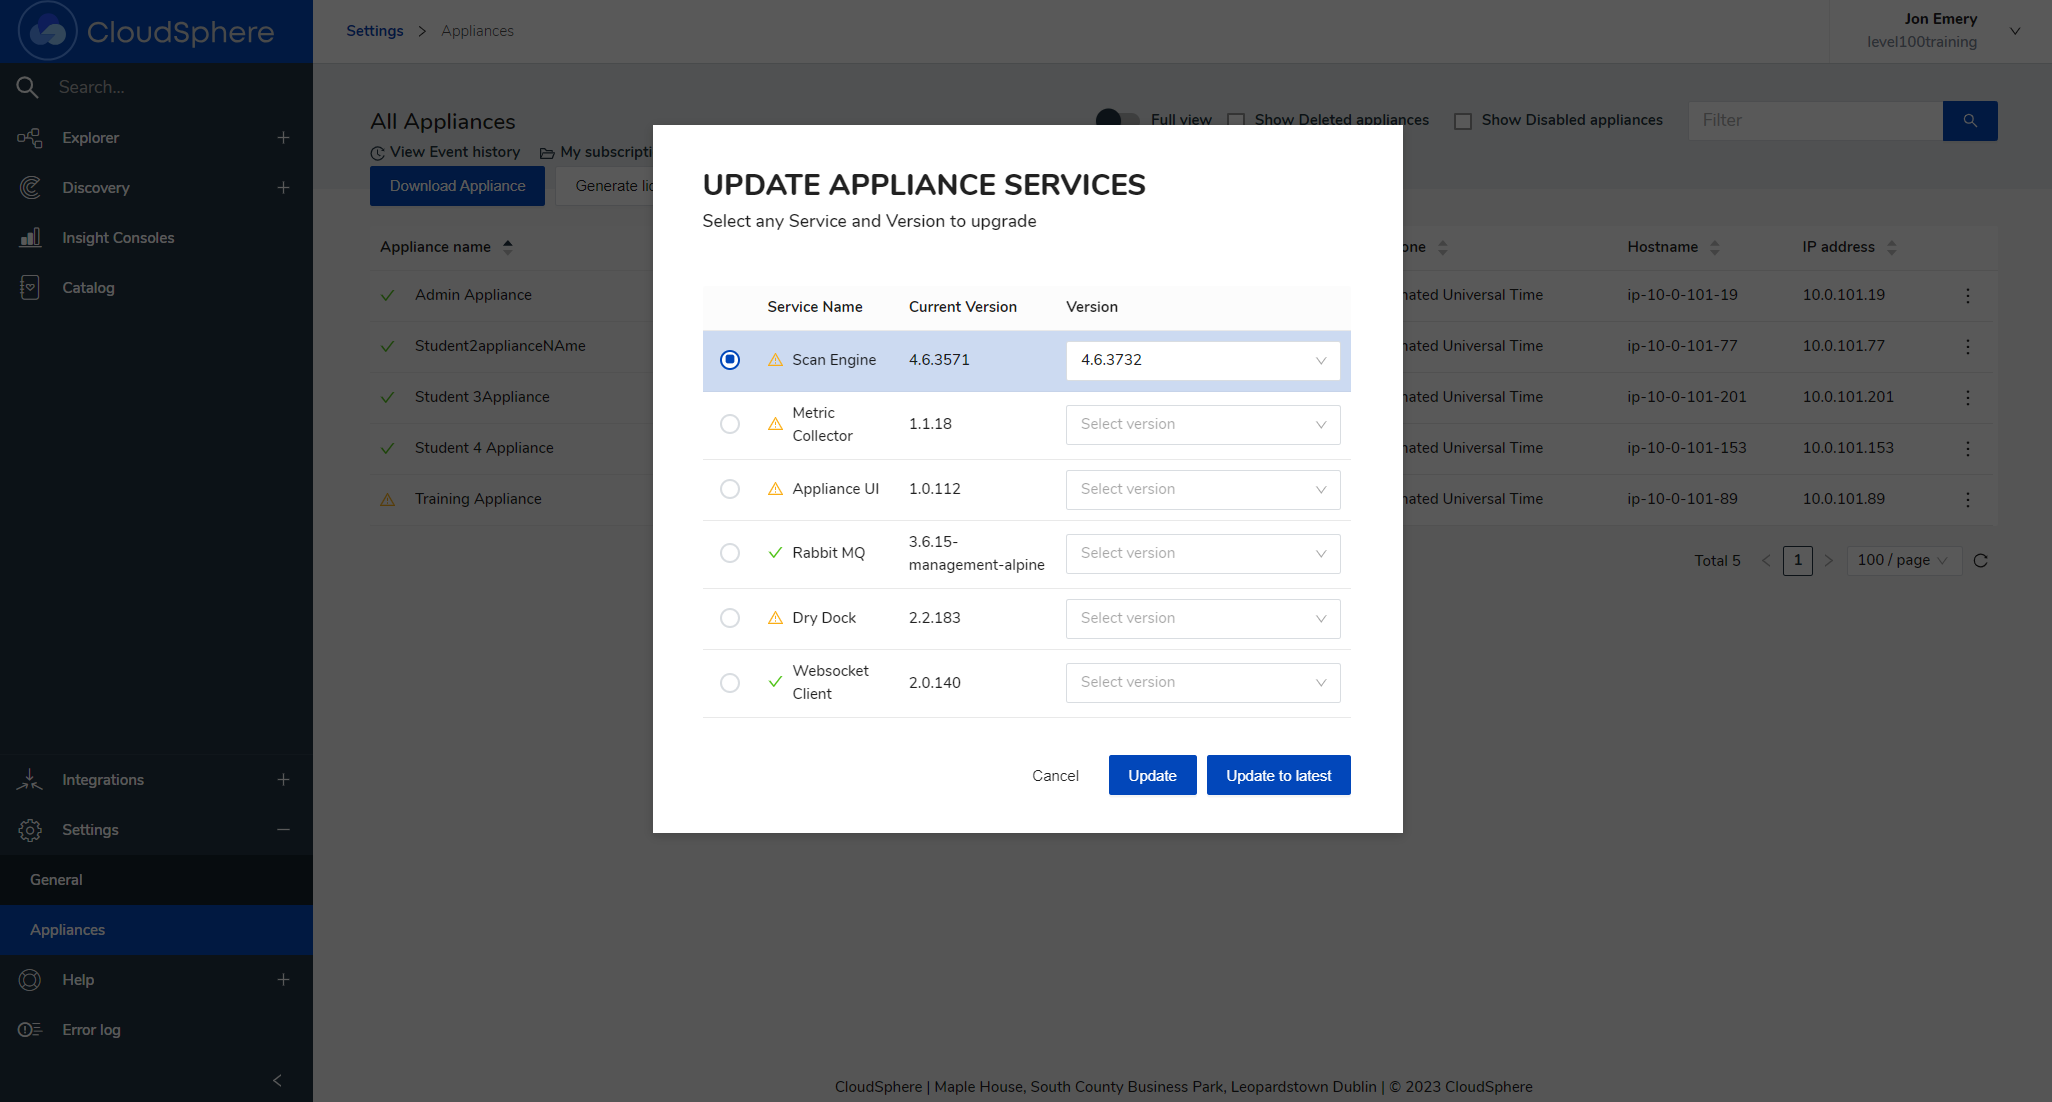 CloudSphere
Settings > Appliances
Jon Emery
level100training
Search...
Explorer
Discovery
Insight Consoles
Catalog
Integrations
Settings
General
Appliances
Help
Error log
All Appliances
Full view
Show Deleted appliances
Show Disabled appliances
Filter
View Event history
My subscripti
Download Appliance
Generate lic
Appliance name
one
Hostname
IP address
Admin Appliance
nated Universal Time
ip-10-0-101-19
10.0.101.19
Student2applianceNAme
nated Universal Time
ip-10-0-101-77
10.0.101.77
Student 3Appliance
nated Universal Time
ip-10-0-101-201
10.0.101.201
Student 4 Appliance
nated Universal Time
ip-10-0-101-153
10.0.101.153
Training Appliance
nated Universal Time
ip-10-0-101-89
10.0.101.89
Total 5
1
100 / page
UPDATE APPLIANCE SERVICES
Select any Service and Version to upgrade
Service Name
Current Version
Version
Scan Engine
4.6.3571
4.6.3732
Metric
Collector
1.1.18
Select version
Appliance UI
1.0.112
Select version
Rabbit MQ
3.6.15-
management-alpine
Select version
Dry Dock
2.2.183
Select version
Websocket
Client
2.0.140
Select version
Cancel
Update
Update to latest
CloudSphere | Maple House, South County Business Park, Leopardstown Dublin | © 2023 CloudSphere